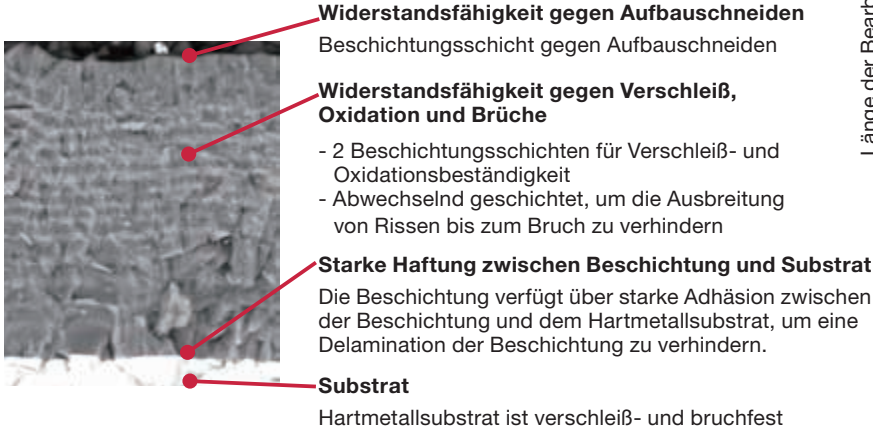 Widerstandsfähigkeit gegen Aufbauschneiden
Beschichtungsschicht gegen Aufbauschneiden
Widerstandsfähigkeit gegen Verschleiß,
Oxidation und Brüche
- 2 Beschichtungsschichten für Verschleiß- und
Oxidationsbeständigkeit
- Abwechselnd geschichtet, um die Ausbreitung
von Rissen bis zum Bruch zu verhindern
Starke Haftung zwischen Beschichtung und Substrat
Die Beschichtung verfügt über starke Adhäsion zwischen
der Beschichtung und dem Hartmetallsubstrat, um eine
Delamination der Beschichtung zu verhindern.
Substrat
Hartmetallsubstrat ist verschleiß- und bruchfest
Länge der